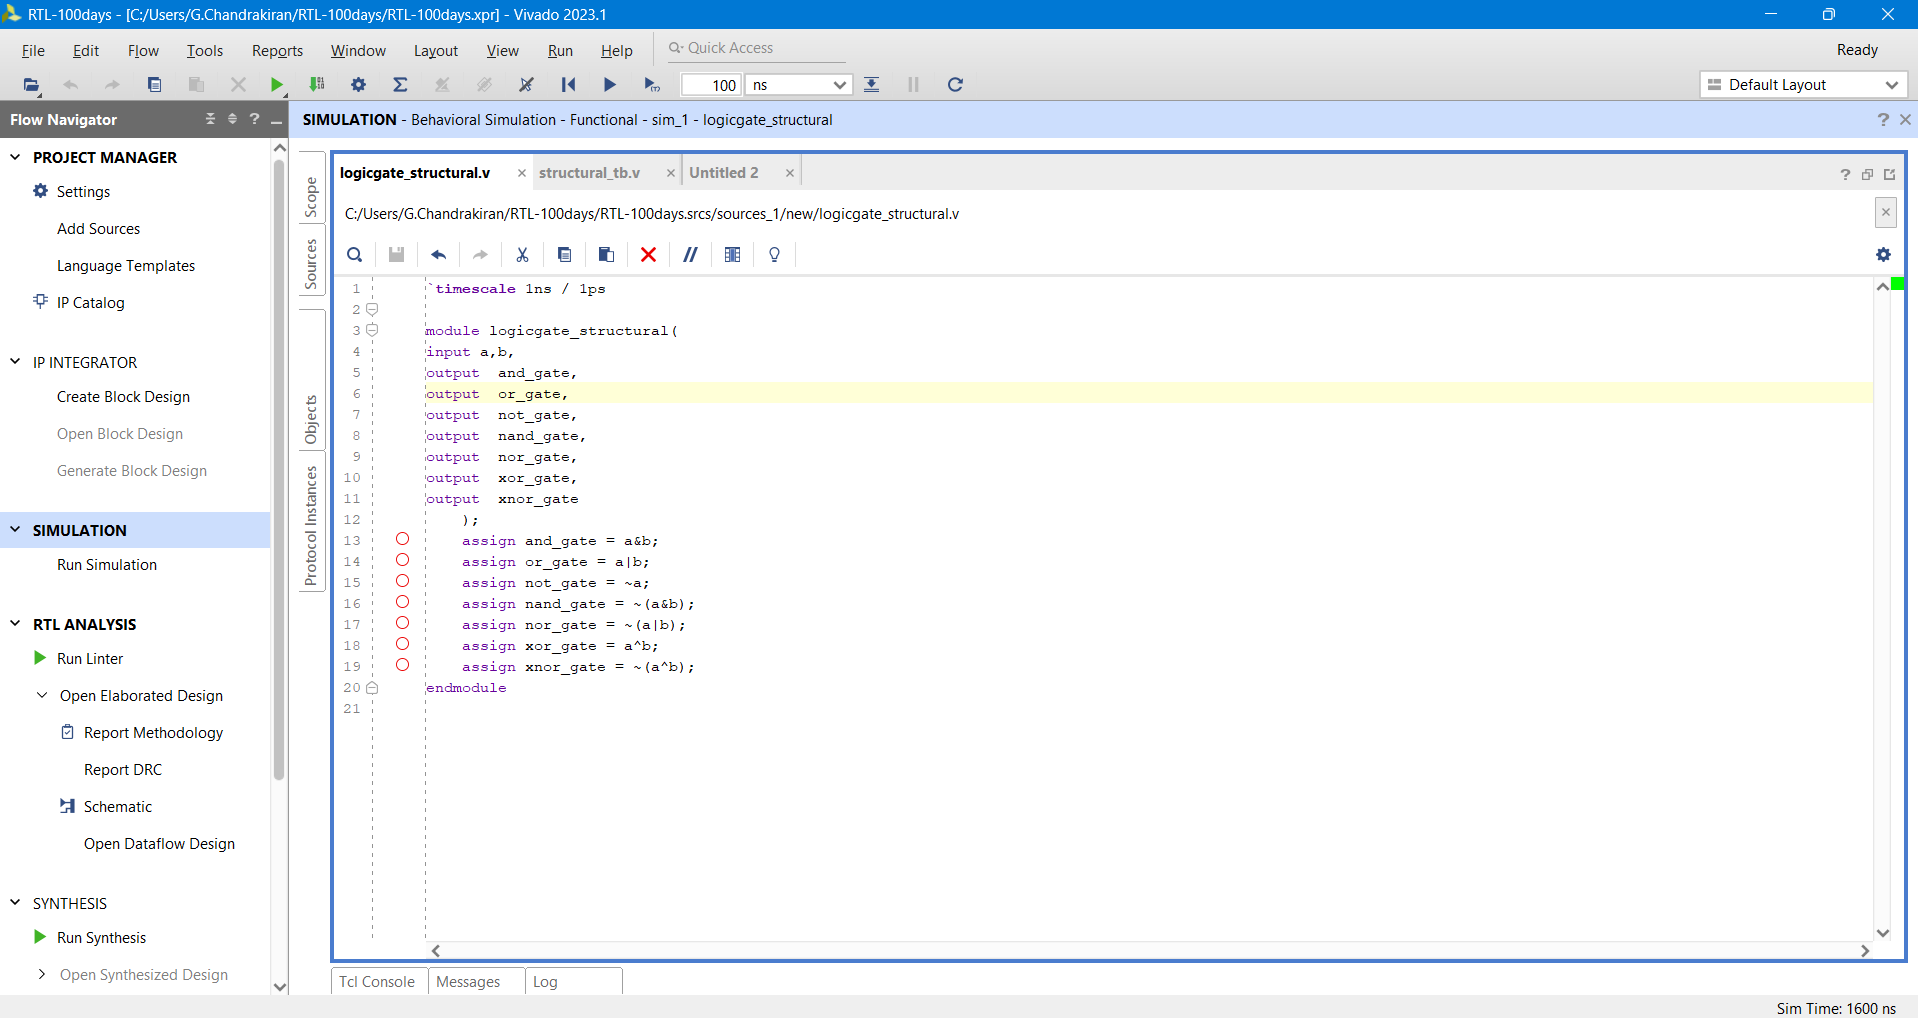 RTL-100days - [C:/Users/G.Chandrakiran/RTL-100days/RTL-100days.xpr] - Vivado 2023.1
File Edit Flow Tools Reports Window Layout View Run Help Quick Access Ready
100 ns Default Layout
Flow Navigator
SIMULATION - Behavioral Simulation - Functional - sim_1 - logicgate_structural
PROJECT MANAGER
Settings
Add Sources
Language Templates
IP Catalog
IP INTEGRATOR
Create Block Design
Open Block Design
Generate Block Design
SIMULATION
Run Simulation
RTL ANALYSIS
Run Linter
Open Elaborated Design
Report Methodology
Report DRC
Schematic
Open Dataflow Design
SYNTHESIS
Run Synthesis
Open Synthesized Design
Scope
Sources
Objects
Protocol Instances
logicgate_structural.v structural_tb.v Untitled 2
C:/Users/G.Chandrakiran/RTL-100days/RTL-100days.srcs/sources_1/new/logicgate_structural.v
1 `timescale 1ns / 1ps
2
3 module logicgate_structural(
4 input a,b,
5 output  and_gate,
6 output  or_gate,
7 output  not_gate,
8 output  nand_gate,
9 output  nor_gate,
10 output  xor_gate,
11 output  xnor_gate
12     );
13     assign and_gate = a&b;
14     assign or_gate = a|b;
15     assign not_gate = ~a;
16     assign nand_gate = ~(a&b);
17     assign nor_gate = ~(a|b);
18     assign xor_gate = a^b;
19     assign xnor_gate = ~(a^b);
20 endmodule
21
Tcl Console Messages Log
Sim Time: 1600 ns